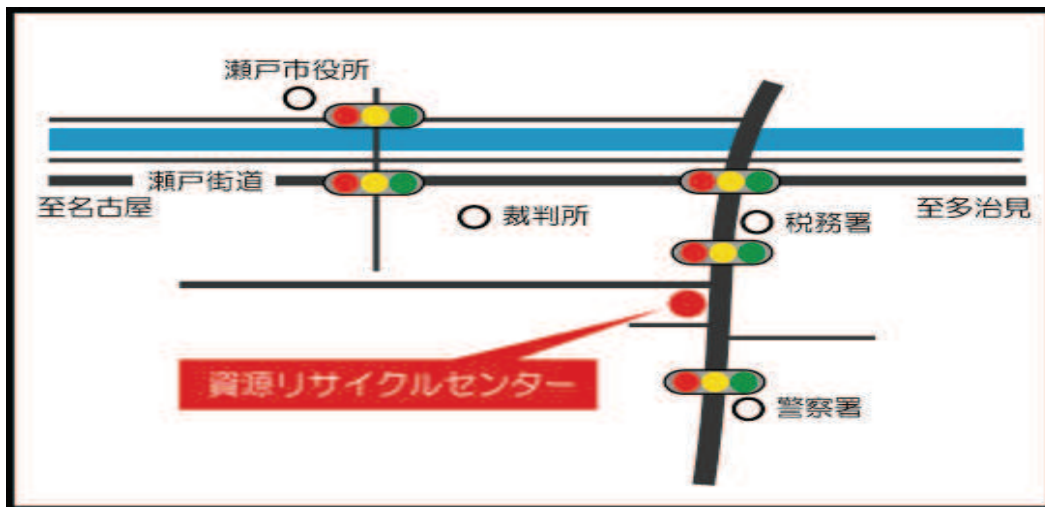 瀬戸市役所
瀬戸街道
至名古屋
裁判所
税務署
至多治見
資源リサイクルセンター
警察署